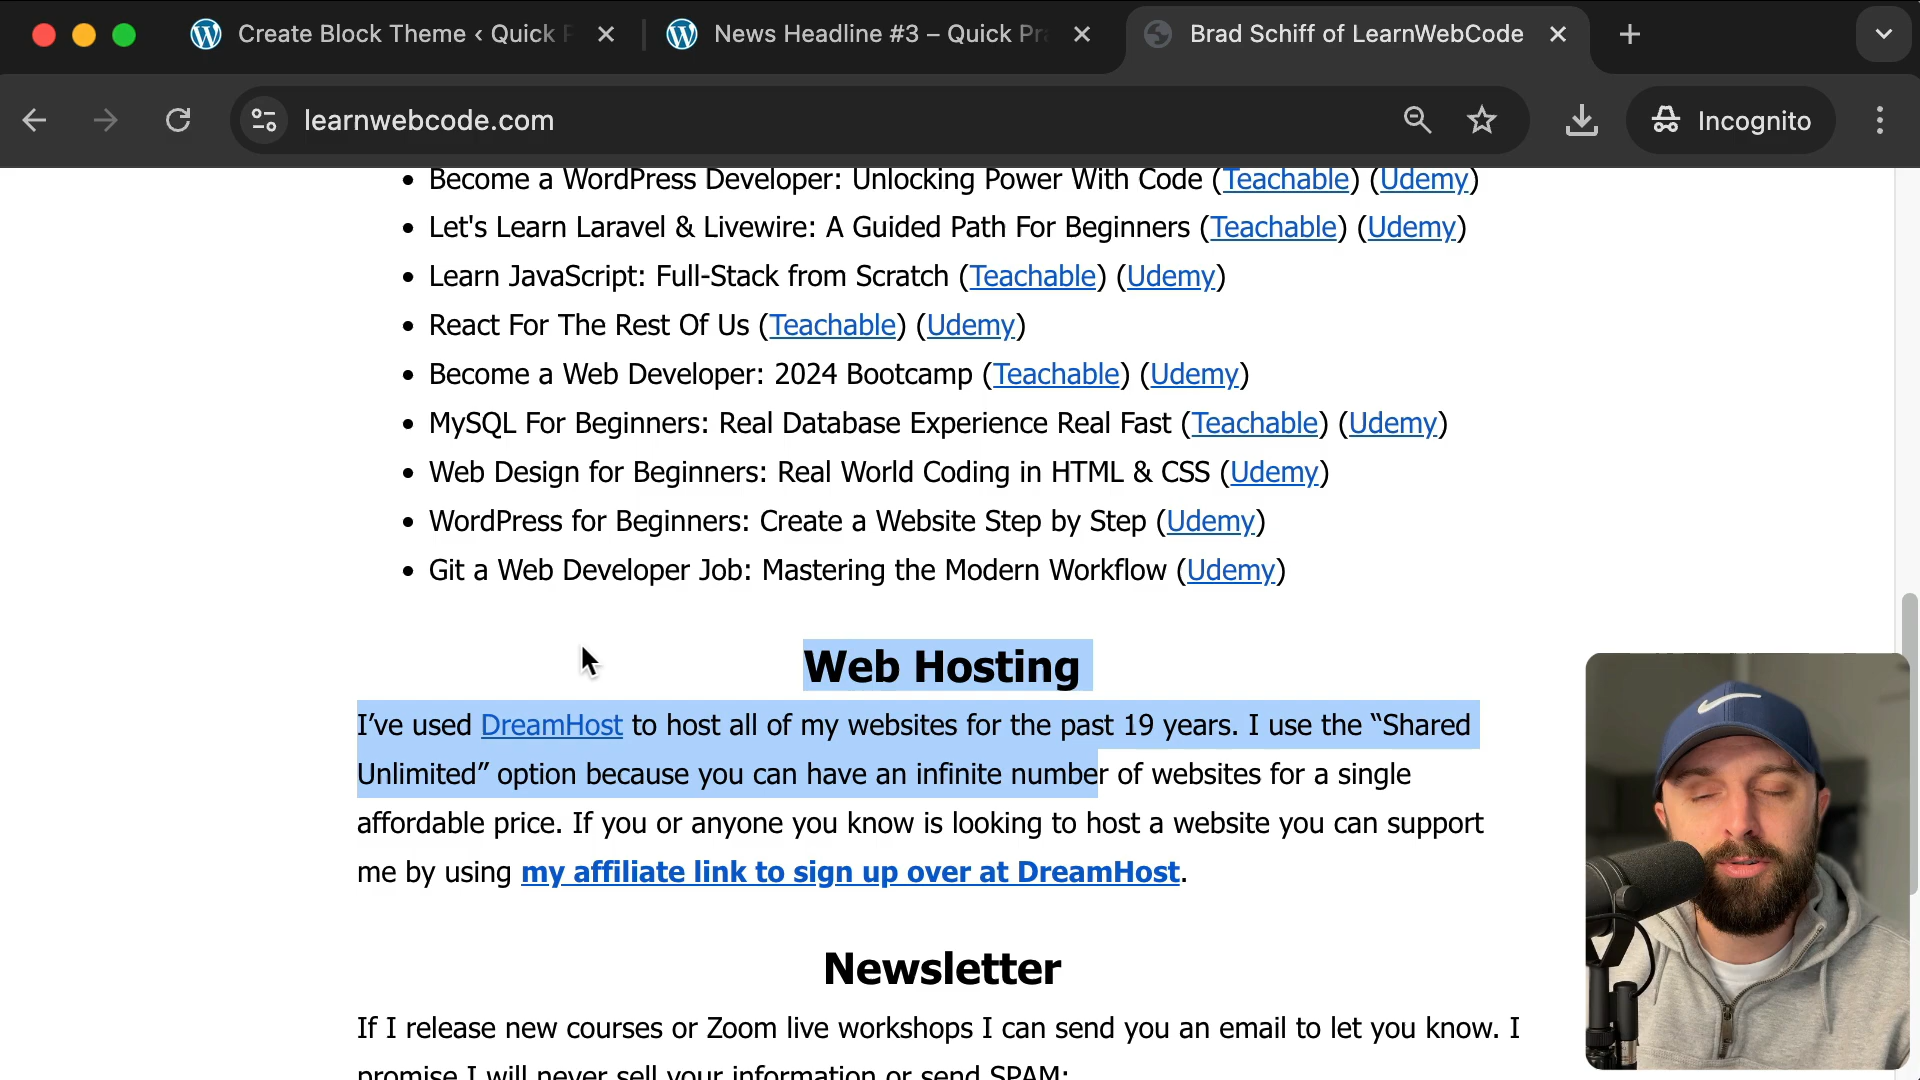 Create Block Theme ‹ Quick
News Headline #3 – Quick
Brad Schiff of LearnWebCode
learnwebcode.com
Incognito
• Become a WordPress Developer: Unlocking Power With Code (Teachable) (Udemy)
• Let's Learn Laravel & Livewire: A Guided Path For Beginners (Teachable) (Udemy)
• Learn JavaScript: Full-Stack from Scratch (Teachable) (Udemy)
• React For The Rest Of Us (Teachable) (Udemy)
• Become a Web Developer: 2024 Bootcamp (Teachable) (Udemy)
• MySQL For Beginners: Real Database Experience Real Fast (Teachable) (Udemy)
• Web Design for Beginners: Real World Coding in HTML & CSS (Udemy)
• WordPress for Beginners: Create a Website Step by Step (Udemy)
• Git a Web Developer Job: Mastering the Modern Workflow (Udemy)
Web Hosting
I’ve used DreamHost to host all of my websites for the past 19 years. I use the “Shared
Unlimited” option because you can have an infinite number of websites for a single
affordable price. If you or anyone you know is looking to host a website you can support
me by using my affiliate link to sign up over at DreamHost.
Newsletter
If I release new courses or Zoom live workshops I can send you an email to let you know. I
promise I will never sell your information or send SPAM: